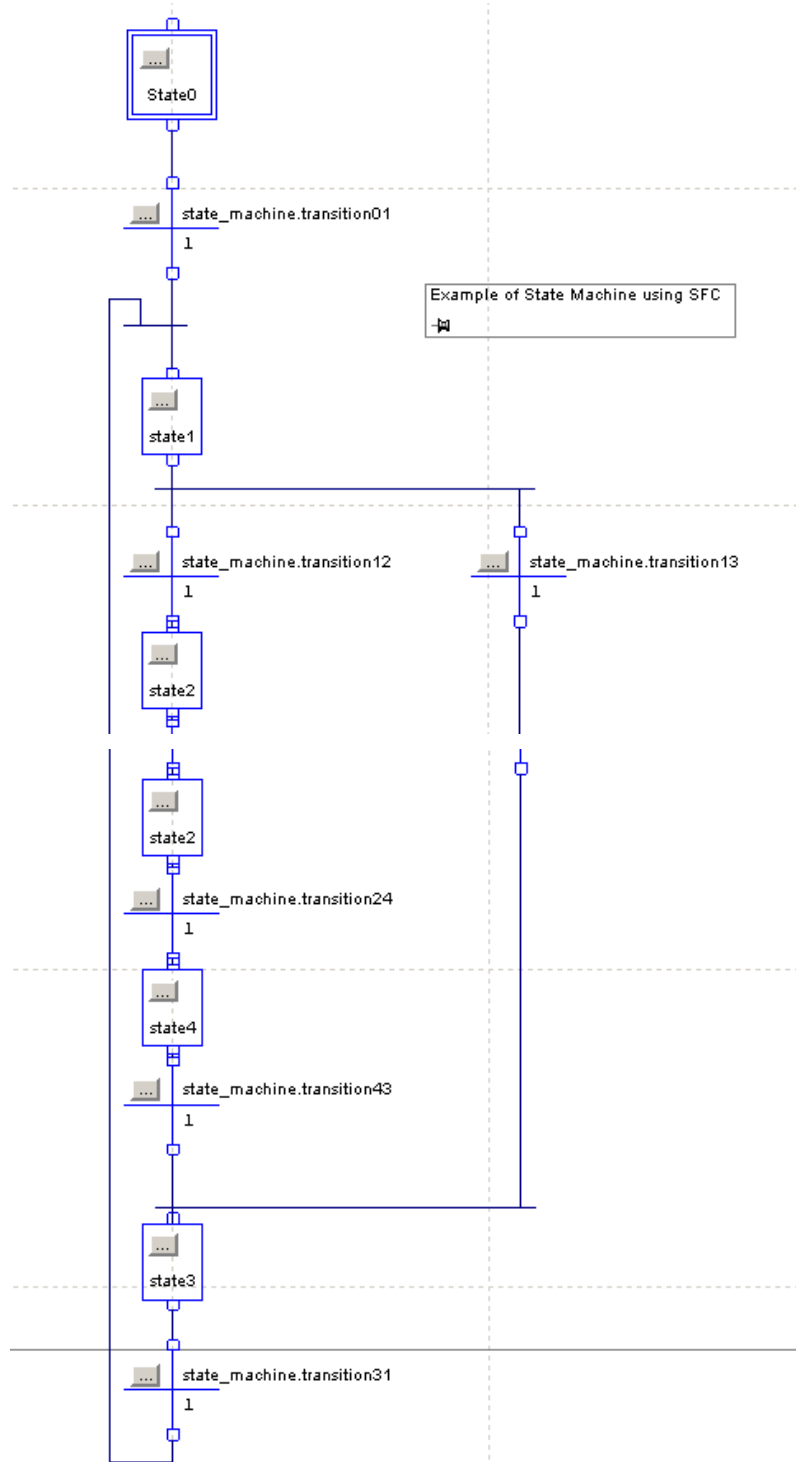 ...
State0
... state_machine.transition01
1
Example of State Machine using SFC
...
state1
... state_machine.transition12
1
... state_machine.transition13
1
...
state2
...
state2
... state_machine.transition24
1
...
state4
... state_machine.transition43
1
...
state3
... state_machine.transition31
1